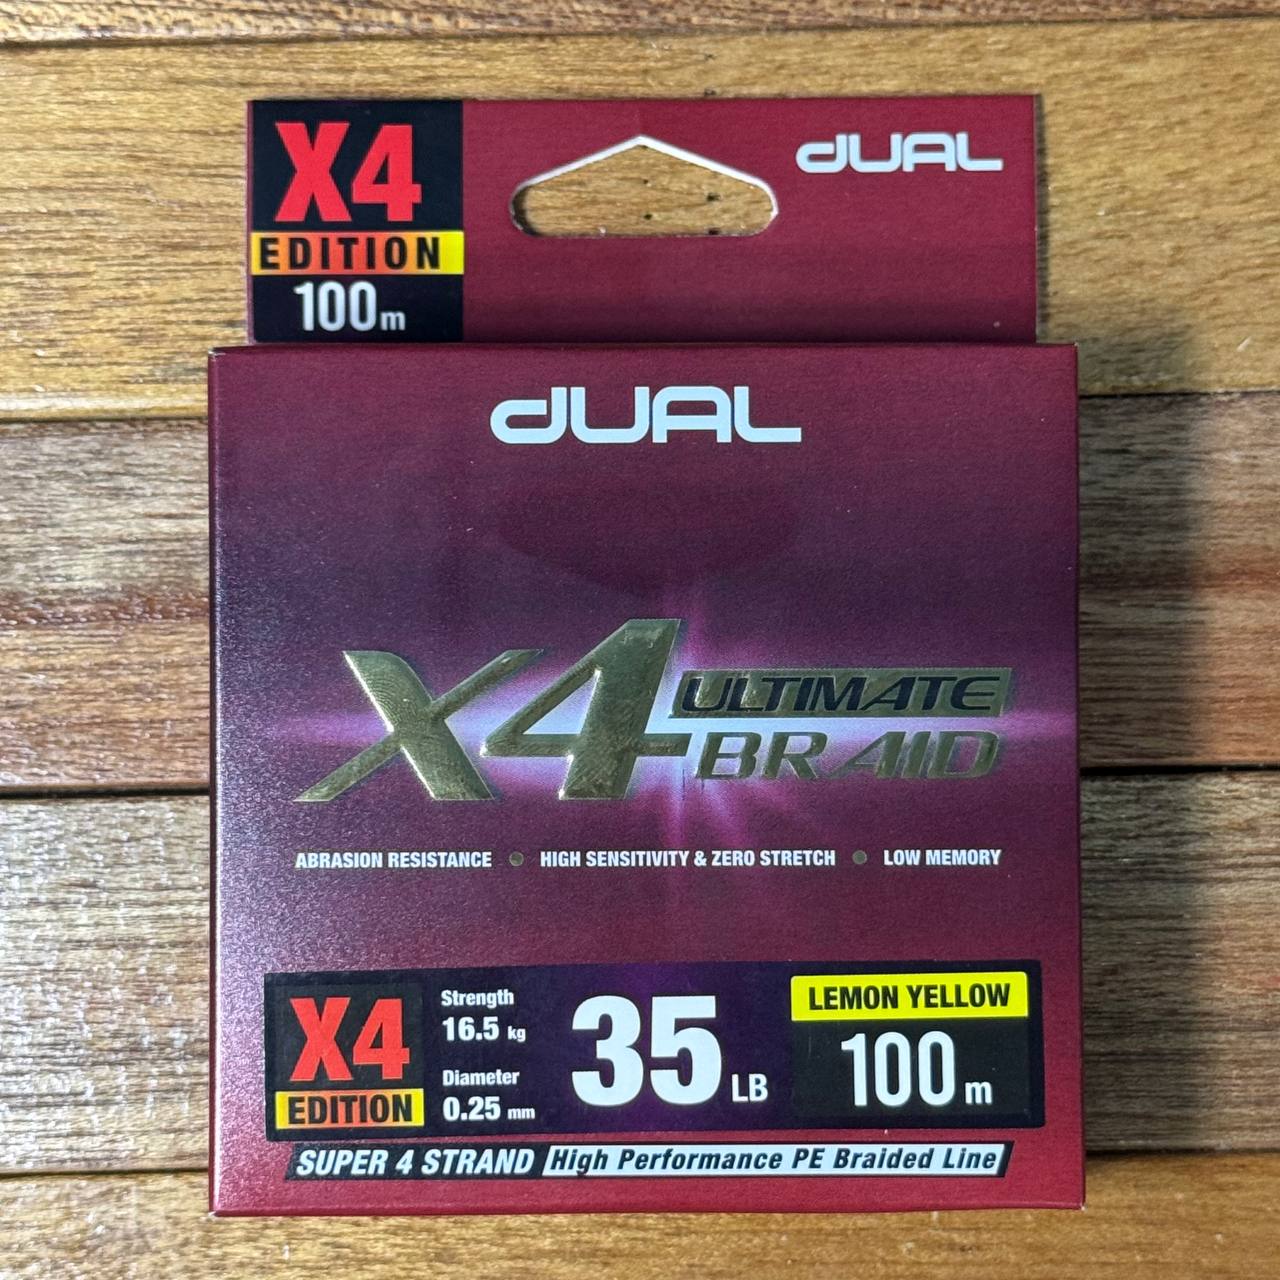 X4
EDITION
100m
dUAL
dUAL
X4 ULTIMATE
BRAID
ABRASION RESISTANCE • HIGH SENSITIVITY & ZERO STRETCH • LOW MEMORY
X4
EDITION
Strength
16.5 kg
Diameter
0.25 mm
35 LB
LEMON YELLOW
100 m
SUPER 4 STRAND High Performance PE Braided Line